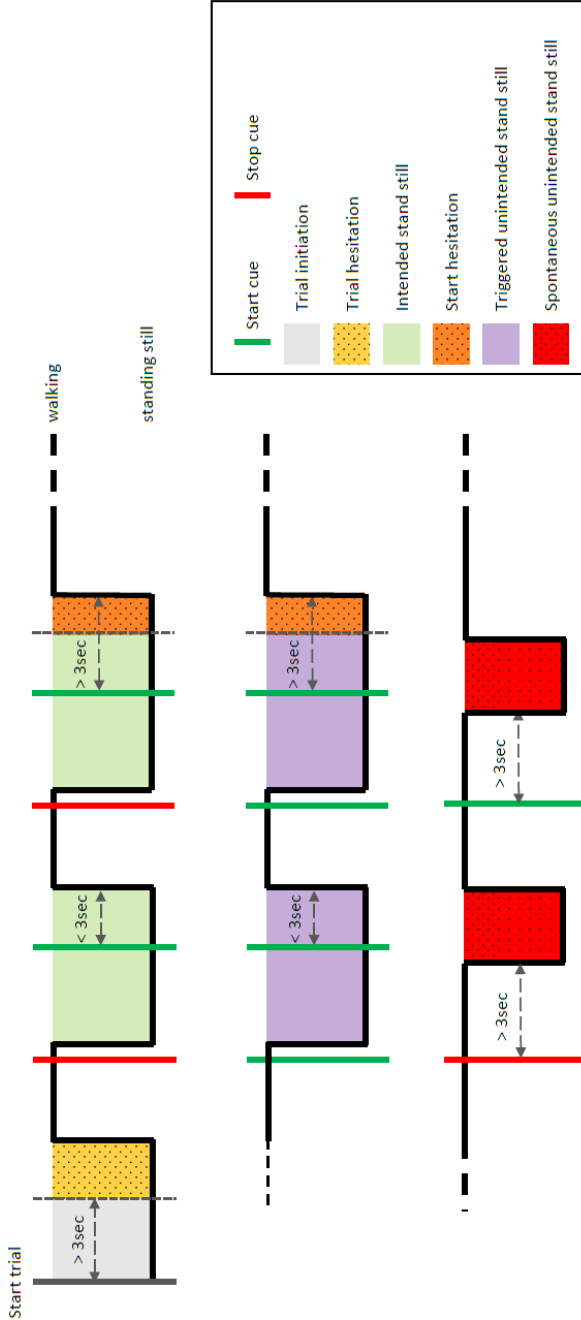 Start trial
walking
standing still
> 3sec
< 3sec
> 3sec
< 3sec
> 3sec
> 3sec
> 3sec
Start cue
Stop cue
Trial initiation
Trial hesitation
Intended stand still
Start hesitation
Triggered unintended stand still
Spontaneous unintended stand still